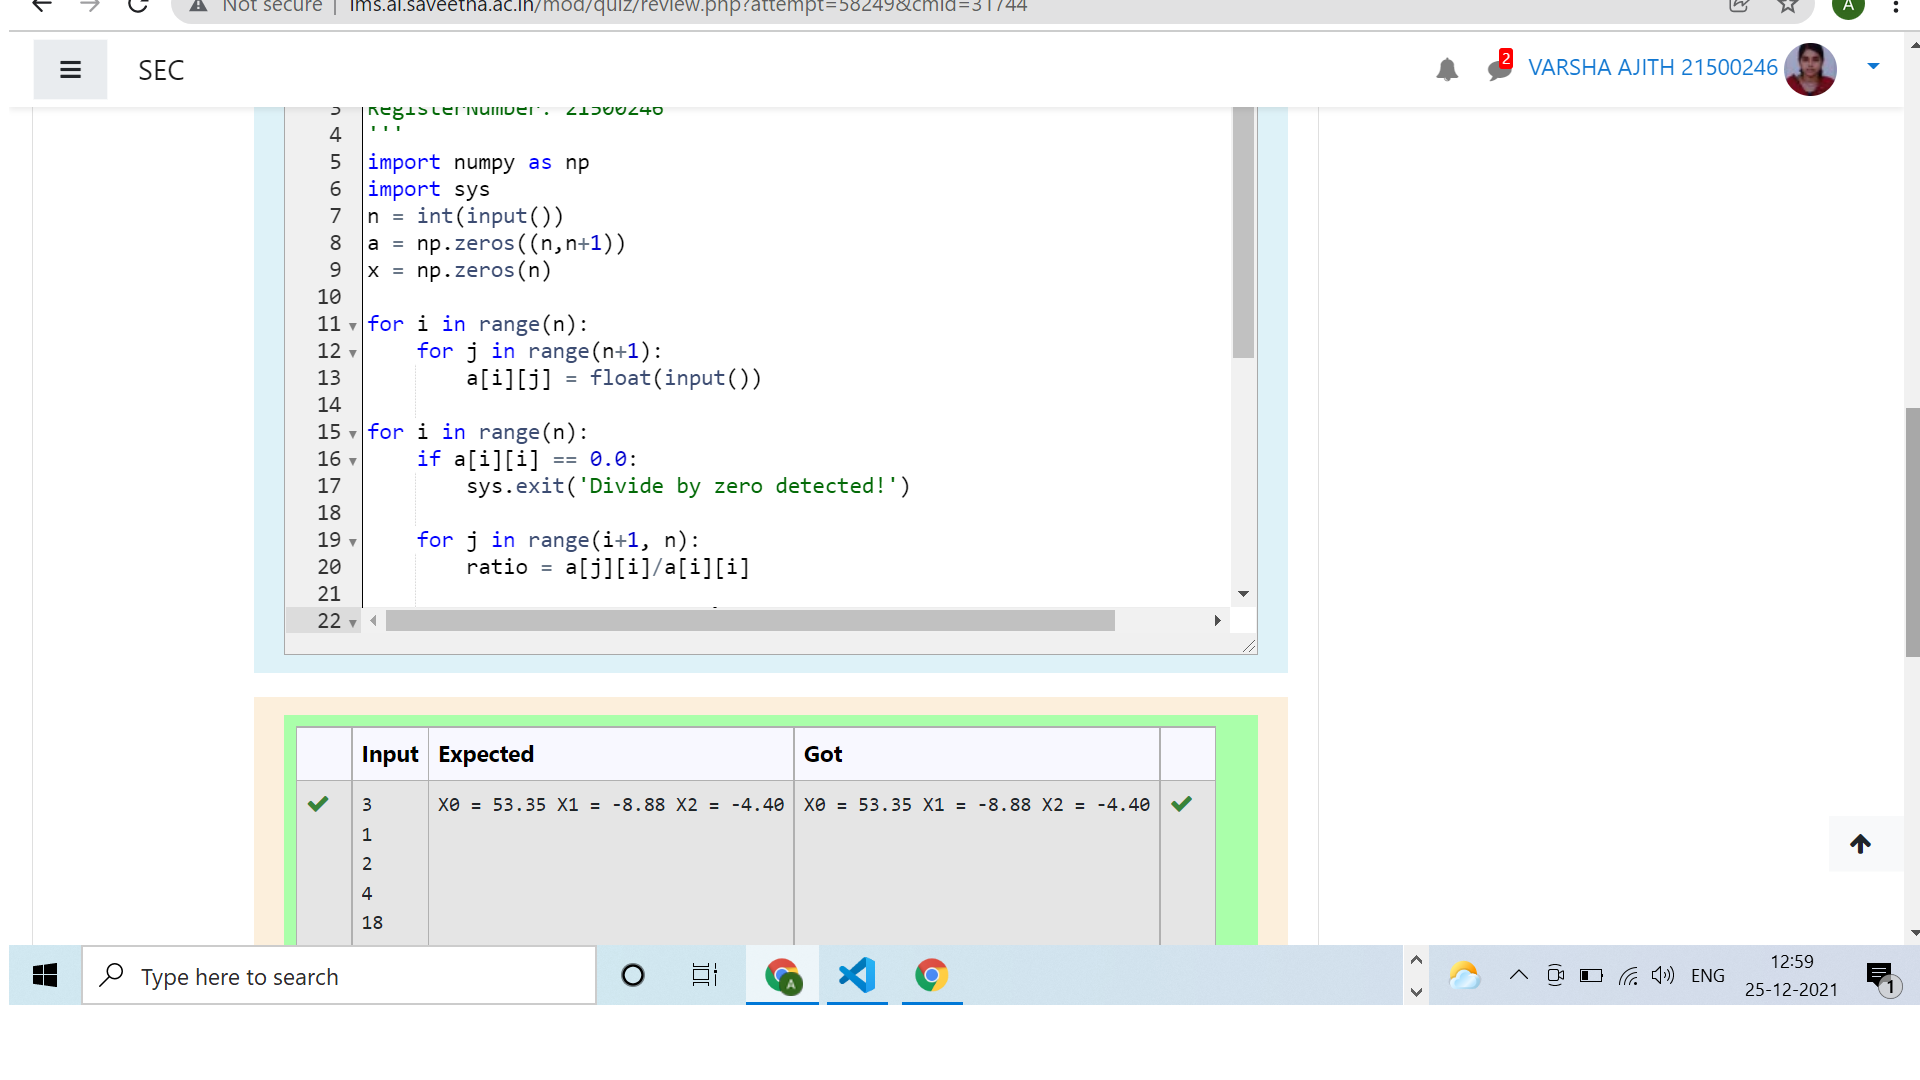 Not secure | lms.ai.saveetha.ac.in/mod/quiz/review.php?attempt=58249&cmid=31744
A
SEC
2
VARSHA AJITH 21500246
3 RegisterNumber: 21500246
4 '''
5 import numpy as np
6 import sys
7 n = int(input())
8 a = np.zeros((n,n+1))
9 x = np.zeros(n)
10
11 for i in range(n):
12     for j in range(n+1):
13         a[i][j] = float(input())
14
15 for i in range(n):
16     if a[i][i] == 0.0:
17         sys.exit('Divide by zero detected!')
18
19     for j in range(i+1, n):
20         ratio = a[j][i]/a[i][i]
21
22
Input Expected Got
3 X0 = 53.35 X1 = -8.88 X2 = -4.40 X0 = 53.35 X1 = -8.88 X2 = -4.40
1
2
4
18
Type here to search
A
ENG
12:59
25-12-2021
1